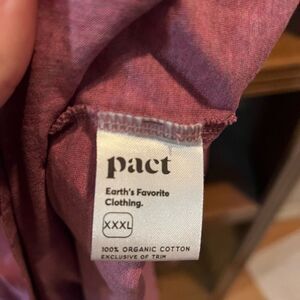 pact
Earth's Favorite
Clothing.
XXXL
100% ORGANIC COTTON
EXCLUSIVE OF TRIM